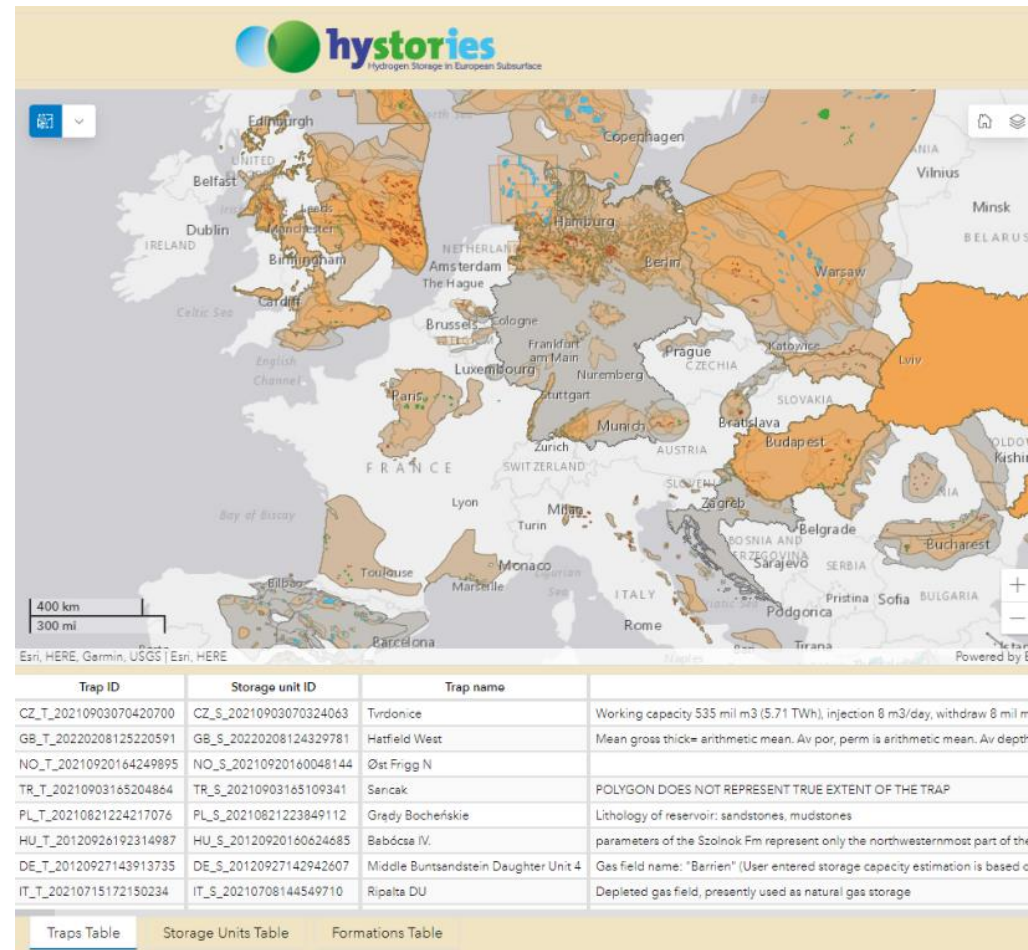 hystories
Hydrogen Storage in European Subsurface
Edinburgh
Copenhagen
UNITED
Belfast
Vilnius
Leeds
Minsk
Dublin
Manchester
Hamburg
IRELAND
BELARUS
Birmingham
Amsterdam
Berlin
The Hague
Warsaw
Cardiff
Celtic Sea
Brussels
Cologne
Frankfurt
am Main
Prague
Katowice
Lviv
English
Channel
Luxembourg
Nuremberg
CZECHIA
Paris
Stuttgart
SLOVAKIA
Munich
Bratislava
Zurich
AUSTRIA
Budapest
FRANCE
SWITZERLAND
Lyon
Milan
Zagreb
Bay of Biscay
Turin
Belgrade
BOSNIA AND
Bucharest
Sarajevo
SERBIA
Toulouse
Monaco
Bilbao
Marseille
ITALY
Pristina
Sofia
BULGARIA
Podgorica
400 km
Rome
300 mi
Barcelona
Tirana
Esri, HERE, Garmin, USGS | Esri, HERE
Powered by E
Trap ID Storage unit ID Trap name
CZ_T_20210903070420700 CZ_S_20210903070324063 Tvrdonice Working capacity 535 mil m3 (5.71 TWh), injection 8 m3/day, withdraw 8 mil m
GB_T_20220208125220591 GB_S_20220208124329781 Hatfield West Mean gross thick= arithmetic mean. Av por, perm is arithmetic mean. Av depth
NO_T_20210920164249895 NO_S_20210920160048144 Øst Frigg N
TR_T_20210903165204864 TR_S_20210903165109341 Sarıcak POLYGON DOES NOT REPRESENT TRUE EXTENT OF THE TRAP
PL_T_20210821224217076 PL_S_20210821223849112 Grądy Bocheńskie Lithology of reservoir: sandstones, mudstones
HU_T_20120926192314987 HU_S_20120920160624685 Babócsa IV. parameters of the Szolnok Fm represent only the northwesternmost part of the
DE_T_20120927143913735 DE_S_20120927142942607 Middle Buntsandstein Daughter Unit 4 Gas field name: "Barrien" (User entered storage capacity estimation is based o
IT_T_20210715172150234 IT_S_20210708144549710 Ripalta DU Depleted gas field, presently used as natural gas storage
Traps Table Storage Units Table Formations Table